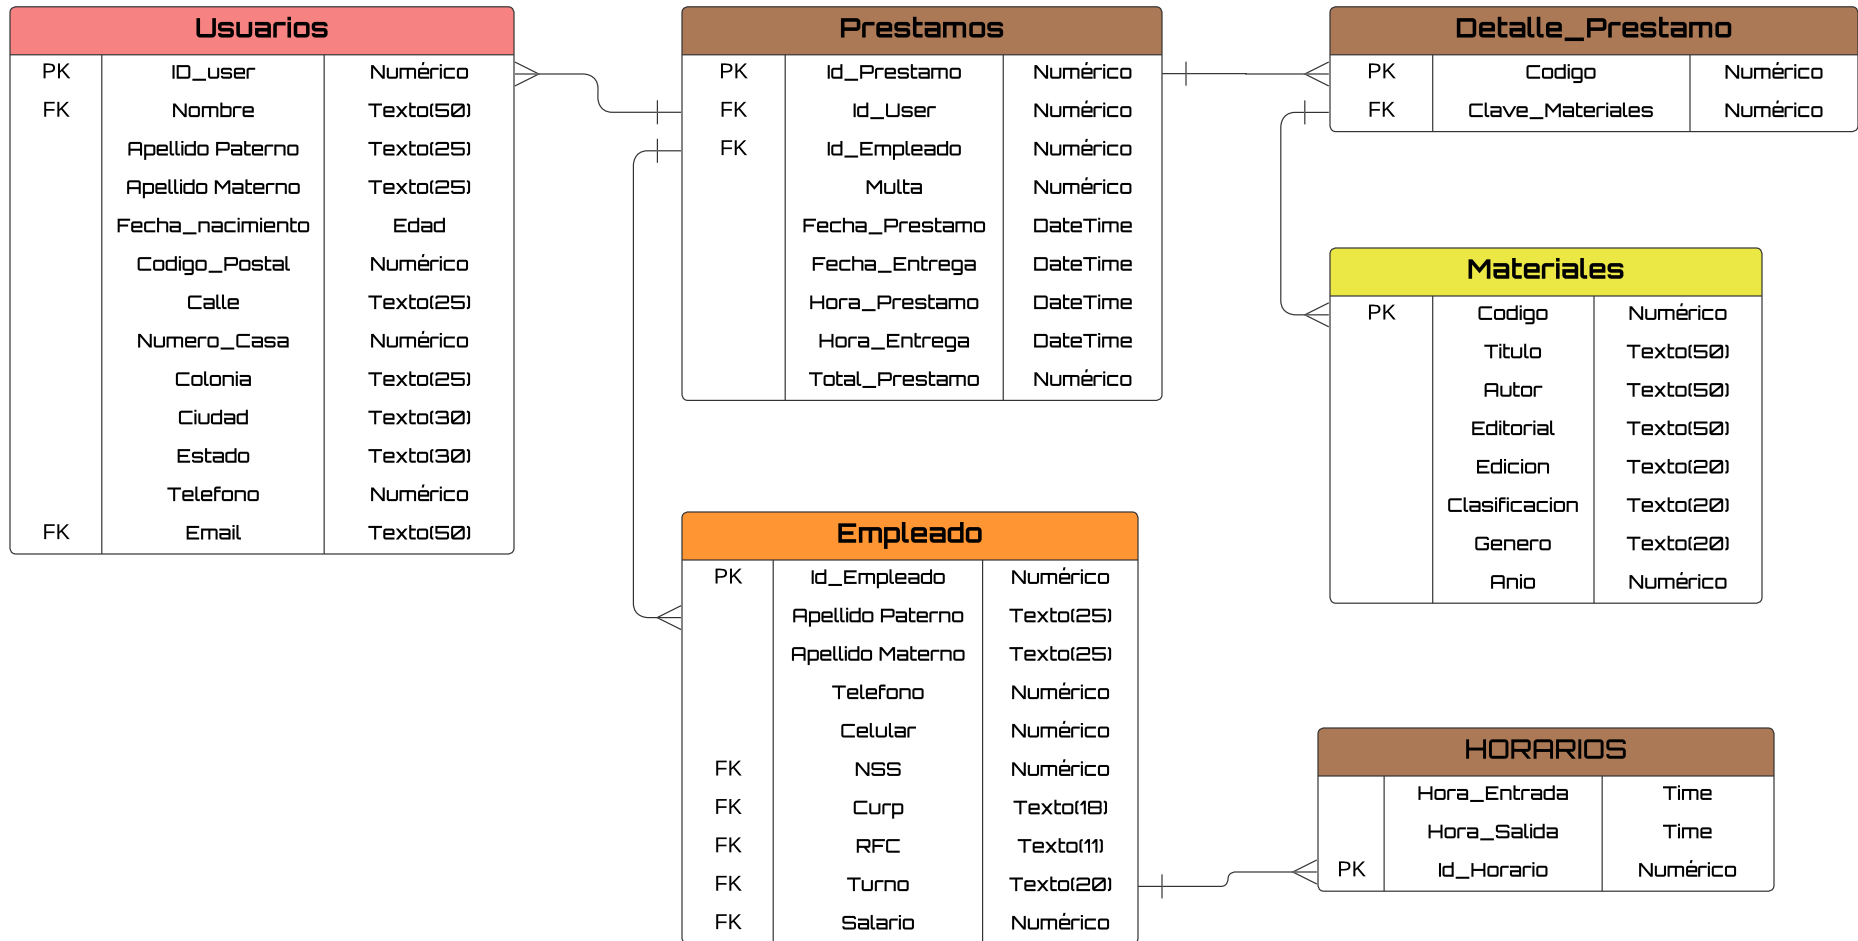 Usuarios
PK ID_user Numérico
FK Nombre Texto(50)
Apellido Paterno Texto(25)
Apellido Materno Texto(25)
Fecha_nacimiento Edad
Codigo_Postal Numérico
Calle Texto(25)
Numero_Casa Numérico
Colonia Texto(25)
Ciudad Texto(30)
Estado Texto(30)
Telefono Numérico
FK Email Texto(50)
Prestamos
PK Id_Prestamo Numérico
FK Id_User Numérico
FK Id_Empleado Numérico
Multa Numérico
Fecha_Prestamo DateTime
Fecha_Entrega DateTime
Hora_Prestamo DateTime
Hora_Entrega DateTime
Total_Prestamo Numérico
Detalle_Prestamo
PK Codigo Numérico
FK Clave_Materiales Numérico
Materiales
PK Codigo Numérico
Titulo Texto(50)
Autor Texto(50)
Editorial Texto(50)
Edicion Texto(20)
Clasificacion Texto(20)
Genero Texto(20)
Anio Numérico
Empleado
PK Id_Empleado Numérico
Apellido Paterno Texto(25)
Apellido Materno Texto(25)
Telefono Numérico
Celular Numérico
FK NSS Numérico
FK Curp Texto(18)
FK RFC Texto(11)
FK Turno Texto(20)
FK Salario Numérico
HORARIOS
Hora_Entrada Time
Hora_Salida Time
PK Id_Horario Numérico